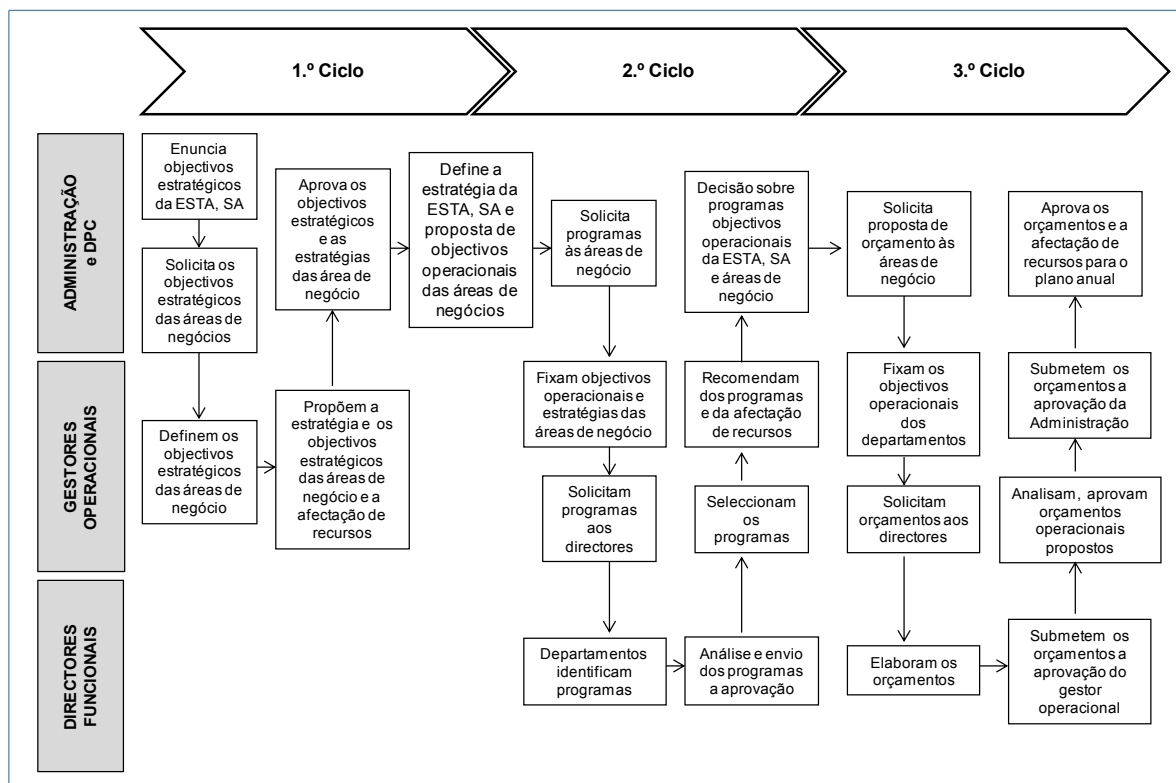 1.º Ciclo
2.º Ciclo
3.º Ciclo
ADMINISTRAÇÃO
e DPC
Enuncia
objectivos
estratégicos
da ESTA, SA
Solicita os
objectivos
estratégicos
das áreas de
negócios
Aprova os
objectivos
estratégicos
e as
estratégias
das área de
negócio
Define a
estratégia da
ESTA, SA e
proposta de
objectivos
operacionais
das áreas de
negócios
Solicita
programas
às áreas de
negócio
Decisão sobre
programas
objectivos
operacionais
da ESTA, SA
e áreas de
negócio
Solicita
proposta de
orçamento às
áreas de
negócio
Aprova os
orçamentos e a
afectação de
recursos para o
plano anual
GESTORES
OPERACIONAIS
Definem os
objectivos
estratégicos
das áreas de
negócio
Propõem a
estratégia e os
objectivos
estratégicos
das áreas de
negócio e a
afectação de
recursos
Fixam objectivos
operacionais e
estratégias das
áreas de negócio
Solicitam
programas
aos
directores
Recomendam
dos programas
e da afectação
de recursos
Seleccionam
os
programas
Fixam os
objectivos
operacionais
dos
departamentos
Solicitam
orçamentos aos
directores
Submetem os
orçamentos a
aprovação da
Administração
Analisam, aprovam
orçamentos
operacionais
propostos
DIRECTORES
FUNCIONAIS
Departamentos
identificam
programas
Análise e envio
dos programas
a aprovação
Elaboram os
orçamentos
Submetem os
orçamentos a
aprovação do
gestor
operacional